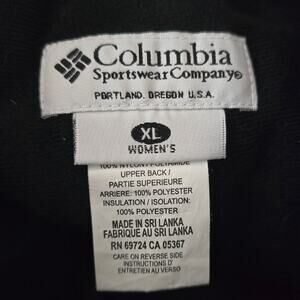 Columbia
Sportswear Company®
PORTLAND, OREGON U.S.A.
XL
WOMEN'S
100% NYLON / POLYAMIDE
UPPER BACK /
PARTIE SUPERIEURE
ARRIERE: 100% POLYESTER
INSULATION / ISOLATION:
100% POLYESTER
MADE IN SRI LANKA
FABRIQUE AU SRI LANKA
RN 69724 CA 05367
CARE ON REVERSE SIDE
INSTRUCTIONS D'
ENTRETIEN AU VERSO